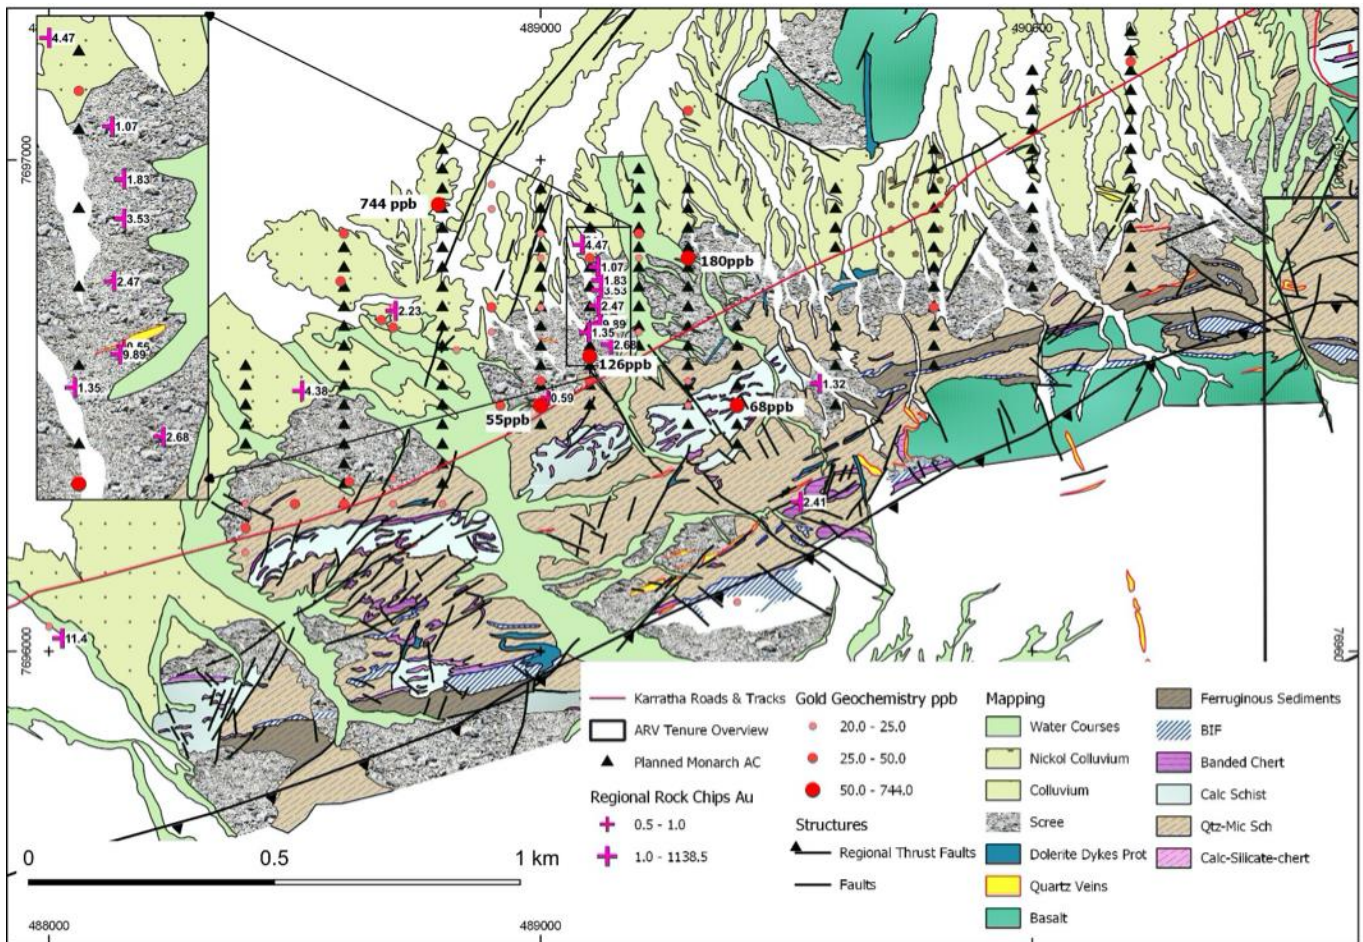 4.47
1.07
1.83
3.53
2.47
0.56
9.89
1.35
2.68
489000
7697000
744 ppb
4.47
1.07
1.83
3.53
2.47
9.89
1.35
2.68
180ppb
126ppb
2.23
4.38
0.59
55ppb
68ppb
1.32
2.41
11.4
7696000
Karratha Roads & Tracks
ARV Tenure Overview
Planned Monarch AC
Regional Rock Chips Au
0.5 - 1.0
1.0 - 1138.5
Gold Geochemistry ppb
20.0 - 25.0
25.0 - 50.0
50.0 - 744.0
Structures
Regional Thrust Faults
Faults
Mapping
Water Courses
Nickol Colluvium
Colluvium
Scree
Dolerite Dykes Prot
Quartz Veins
Basalt
Ferruginous Sediments
BIF
Banded Chert
Calc Schist
Qtz-Mic Sch
Calc-Silicate-chert
0
0.5
1 km
488000
489000